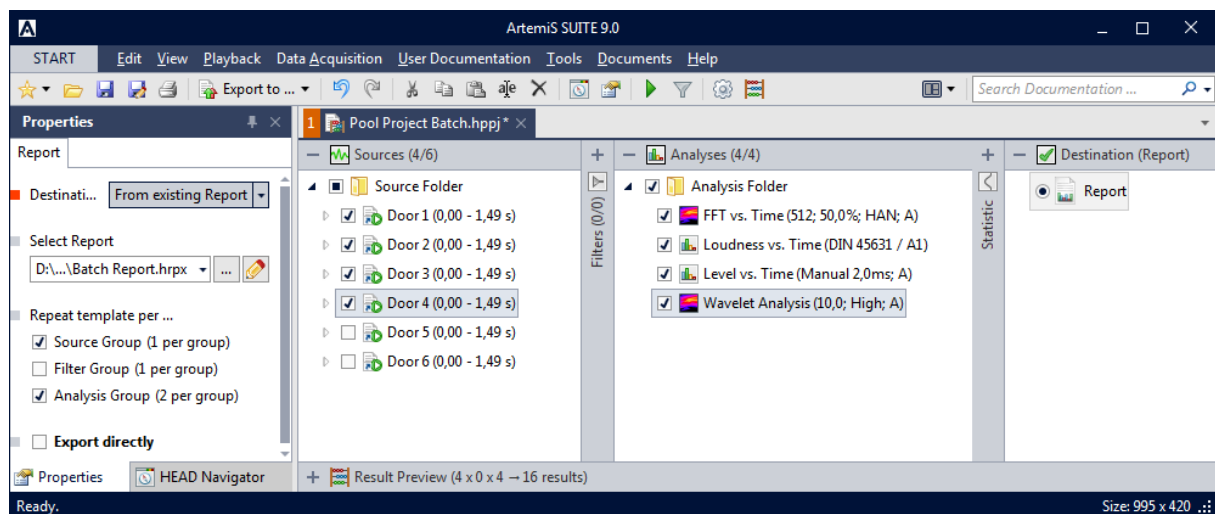 ArtemiS SUITE 9.0
START Edit View Playback Data Acquisition User Documentation Tools Documents Help
Export to ... Search Documentation ...
Properties
1 Pool Project Batch.hppj*
Report
Sources (4/6)
Filters (0/0)
Analyses (4/4)
Statistic
Destination (Report)
Destinati... From existing Report
Select Report
D:\...\Batch Report.hrpx ...
Repeat template per ...
Source Group (1 per group)
Filter Group (1 per group)
Analysis Group (2 per group)
Export directly
Source Folder
Door 1 (0,00 - 1,49 s)
Door 2 (0,00 - 1,49 s)
Door 3 (0,00 - 1,49 s)
Door 4 (0,00 - 1,49 s)
Door 5 (0,00 - 1,49 s)
Door 6 (0,00 - 1,49 s)
Analysis Folder
FFT vs. Time (512; 50,0%; HAN; A)
Loudness vs. Time (DIN 45631 / A1)
Level vs. Time (Manual 2,0ms; A)
Wavelet Analysis (10,0; High; A)
Report
Properties HEAD Navigator
Result Preview (4 x 0 x 4 → 16 results)
Ready. Size: 995 x 420